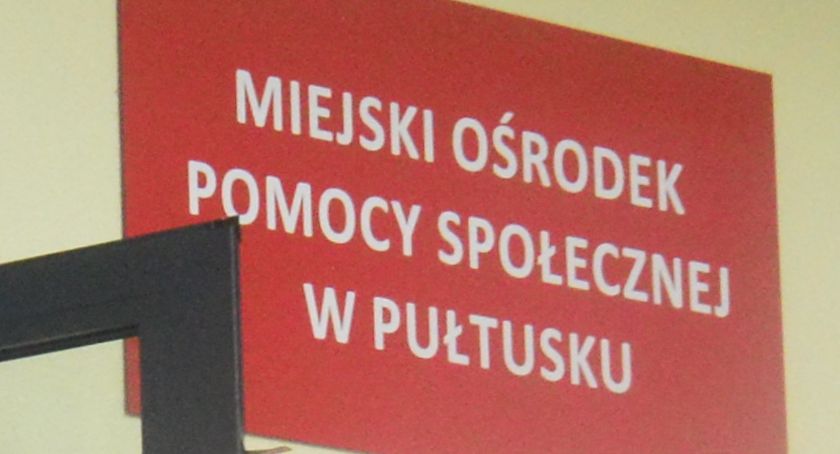 MIEJSKI OŚRODEK
POMOCY SPOŁECZNEJ
W PUŁTUSKU